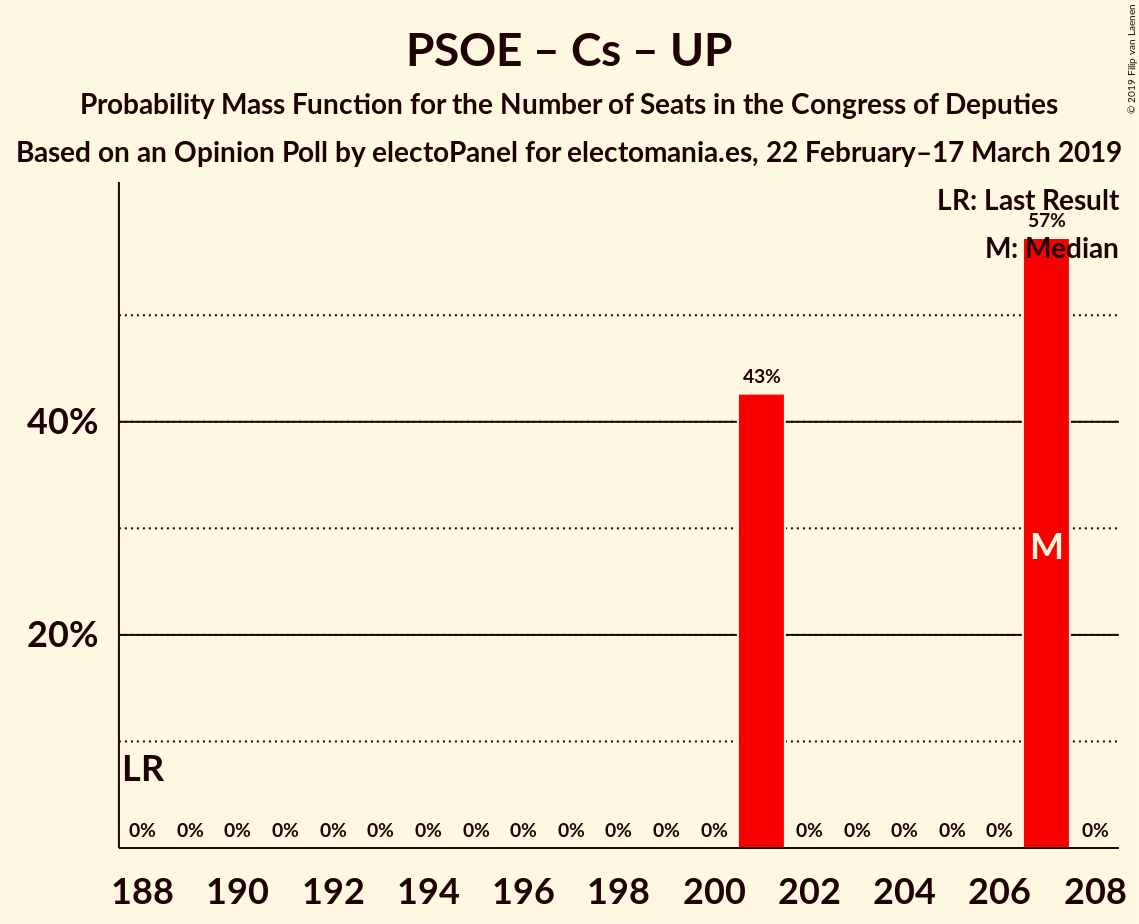 PSOE – Cs – UP
Probability Mass Function for the Number of Seats in the Congress of Deputies
Based on an Opinion Poll by electoPanel for electomania.es, 22 February–17 March 2019
© 2019 Filip van Laenen
LR: Last Result
57%
M: Median
43%
40%
M
20%
LR
0% 0% 0% 0% 0% 0% 0% 0% 0% 0% 0% 0% 0% 0% 0% 0% 0% 0% 0%
188 190 192 194 196 198 200 202 204 206 208